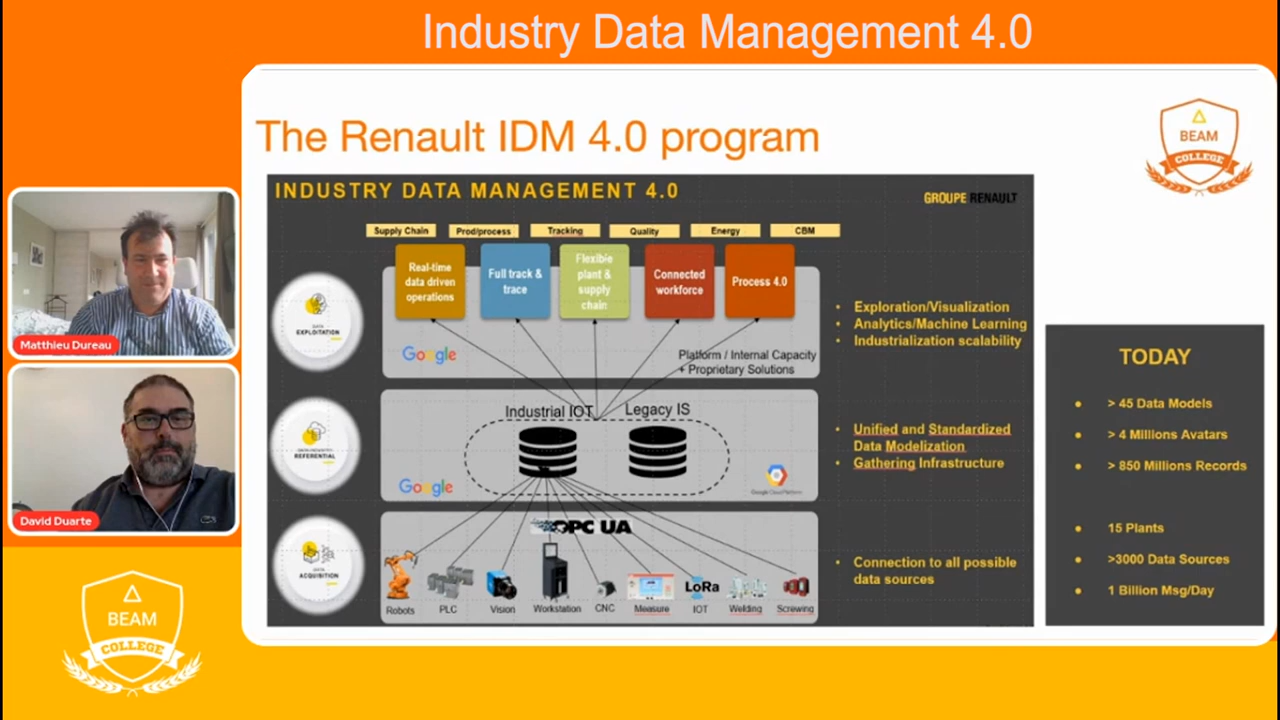 Industry Data Management 4.0
The Renault IDM 4.0 program
BEAM
COLLEGE
INDUSTRY DATA MANAGEMENT 4.0
GROUPE RENAULT
Supply Chain
Prod/process
Tracking
Quality
Energy
CBM
Real-time
data driven
operations
Full track &
trace
Flexible
plant &
supply
chain
Connected
workforce
Process 4.0
DATA
EXPLOITATION
Google
Platform / Internal Capacity
+ Proprietary Solutions
• Exploration/Visualization
• Analytics/Machine Learning
• Industrialization scalability
Industrial IOT
Legacy IS
REFERENTIAL
Google
Google Cloud Platform
• Unified and Standardized
Data Modelization
• Gathering Infrastructure
OPC UA
DATA
ACQUISITION
LoRa
Robots
PLC
Vision
Workstation
CNC
Measure
IOT
Welding
Screwing
• Connection to all possible
data sources
TODAY
• > 45 Data Models
• > 4 Millions Avatars
• > 850 Millions Records
• 15 Plants
• >3000 Data Sources
• 1 Billion Msg/Day
Matthieu Dureau
David Duarte
BEAM
COLLEGE